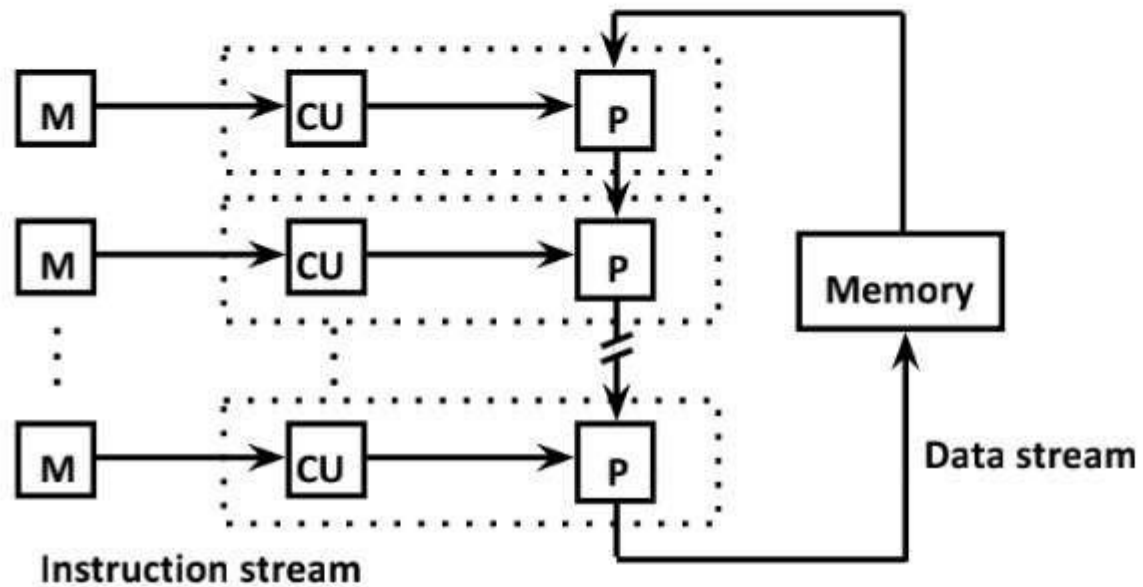 M CU P
M CU P
Memory
M CU P
Data stream
Instruction stream